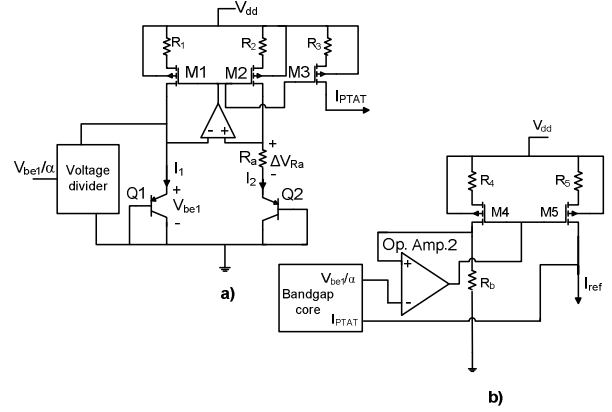 Vdd
R1
R2
R3
M1
M2
M3
IPTAT
- +
Vbe1/α
Voltage divider
I1
+
Ra
ΔVRa
-
I2
Q1
+
Vbe1
-
Q2
a)
Vdd
R4
R5
M4
M5
Op. Amp.2
+
-
Vbe1/α
Bandgap core
IPTAT
Rb
Iref
b)